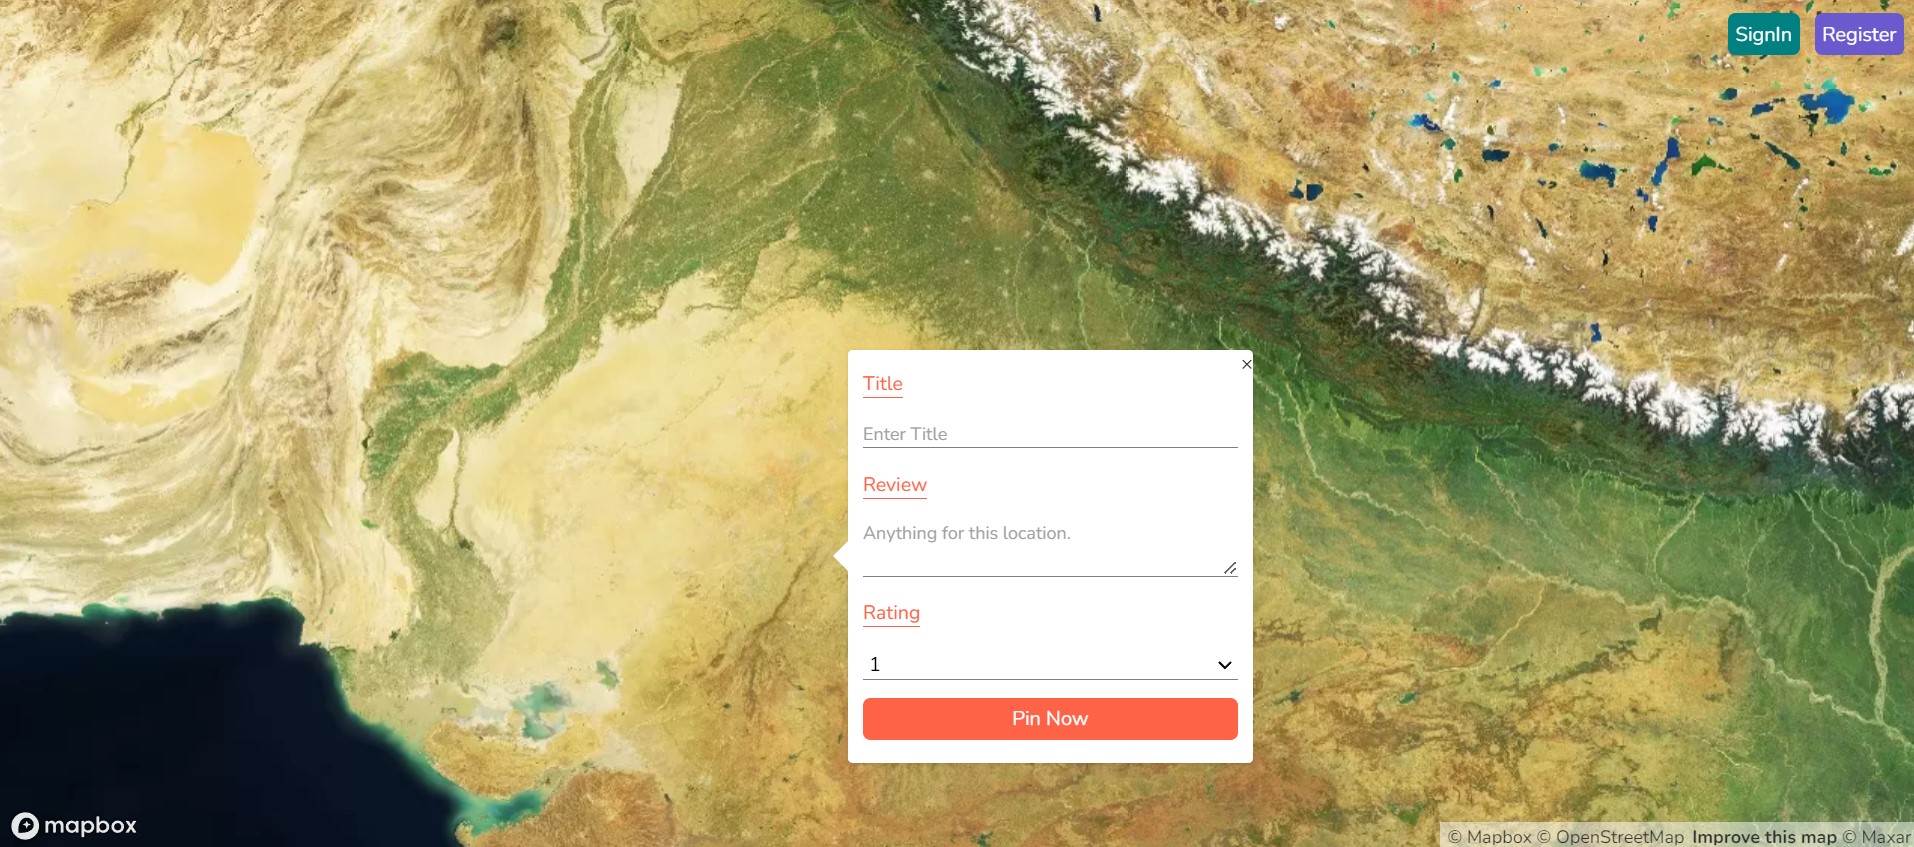 SignIn
Register
×
Title
Enter Title
Review
Anything for this location.
Rating
1
Pin Now
mapbox
© Mapbox © OpenStreetMap Improve this map © Maxar